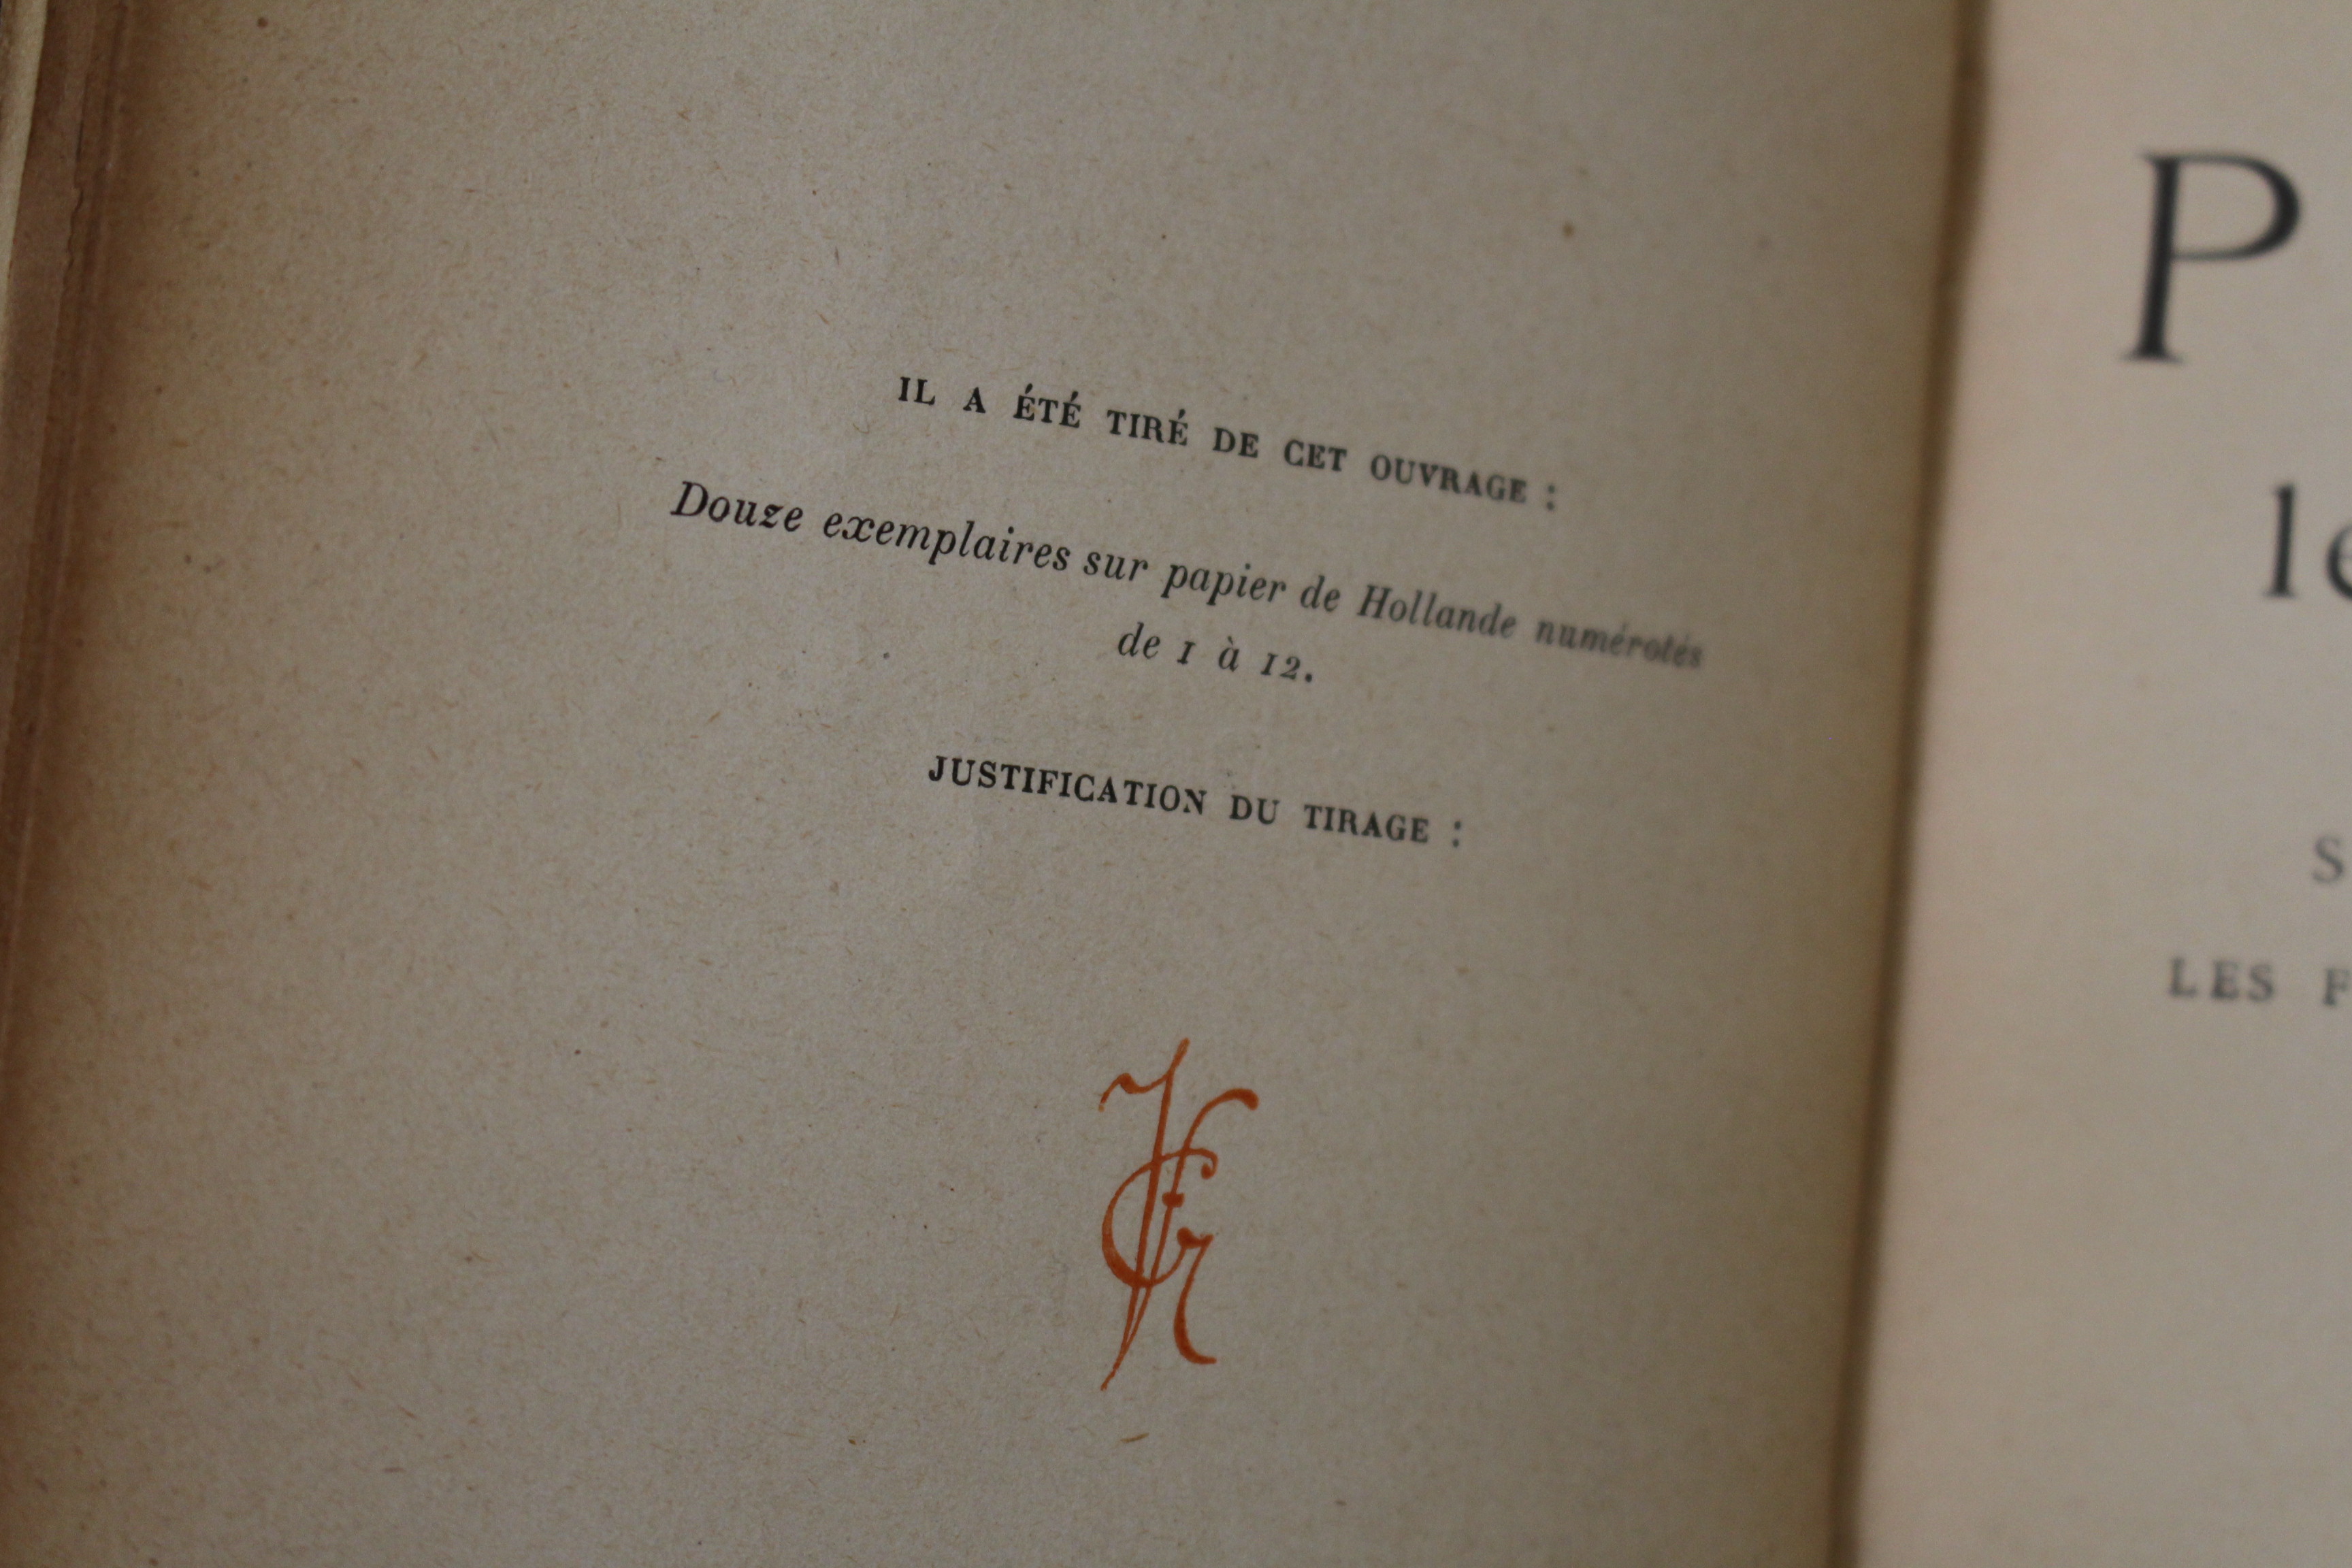 IL A ÉTÉ TIRÉ DE CET OUVRAGE :
Douze exemplaires sur papier de Hollande numérotés
de 1 à 12.
JUSTIFICATION DU TIRAGE :
P
le
S
LES F